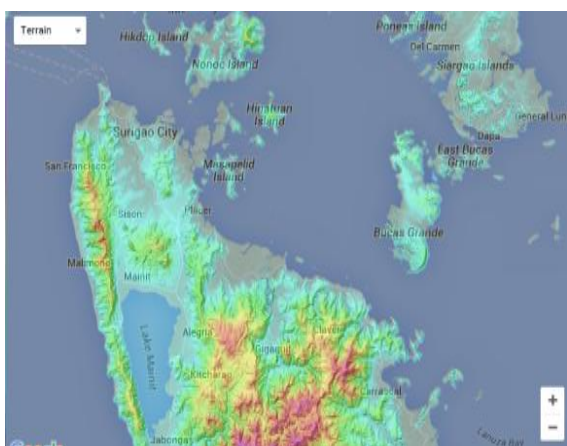 Terrain
Poneas Island
Hikdop Island
Del Carmen
Nonoc Island
Siargao Islands
Hinatuan
Island
General Lun
Surigao City
Dapa
East Bucas
Grande
San Francisco
Masapelid
Island
Sison
Placer
Bucas Grande
Malimono
Mainit
Lake Mainit
Alegria
Claver
Gigaquit
Kitcharao
Carrascal
Jabonga
Lanuza Bay
+
−